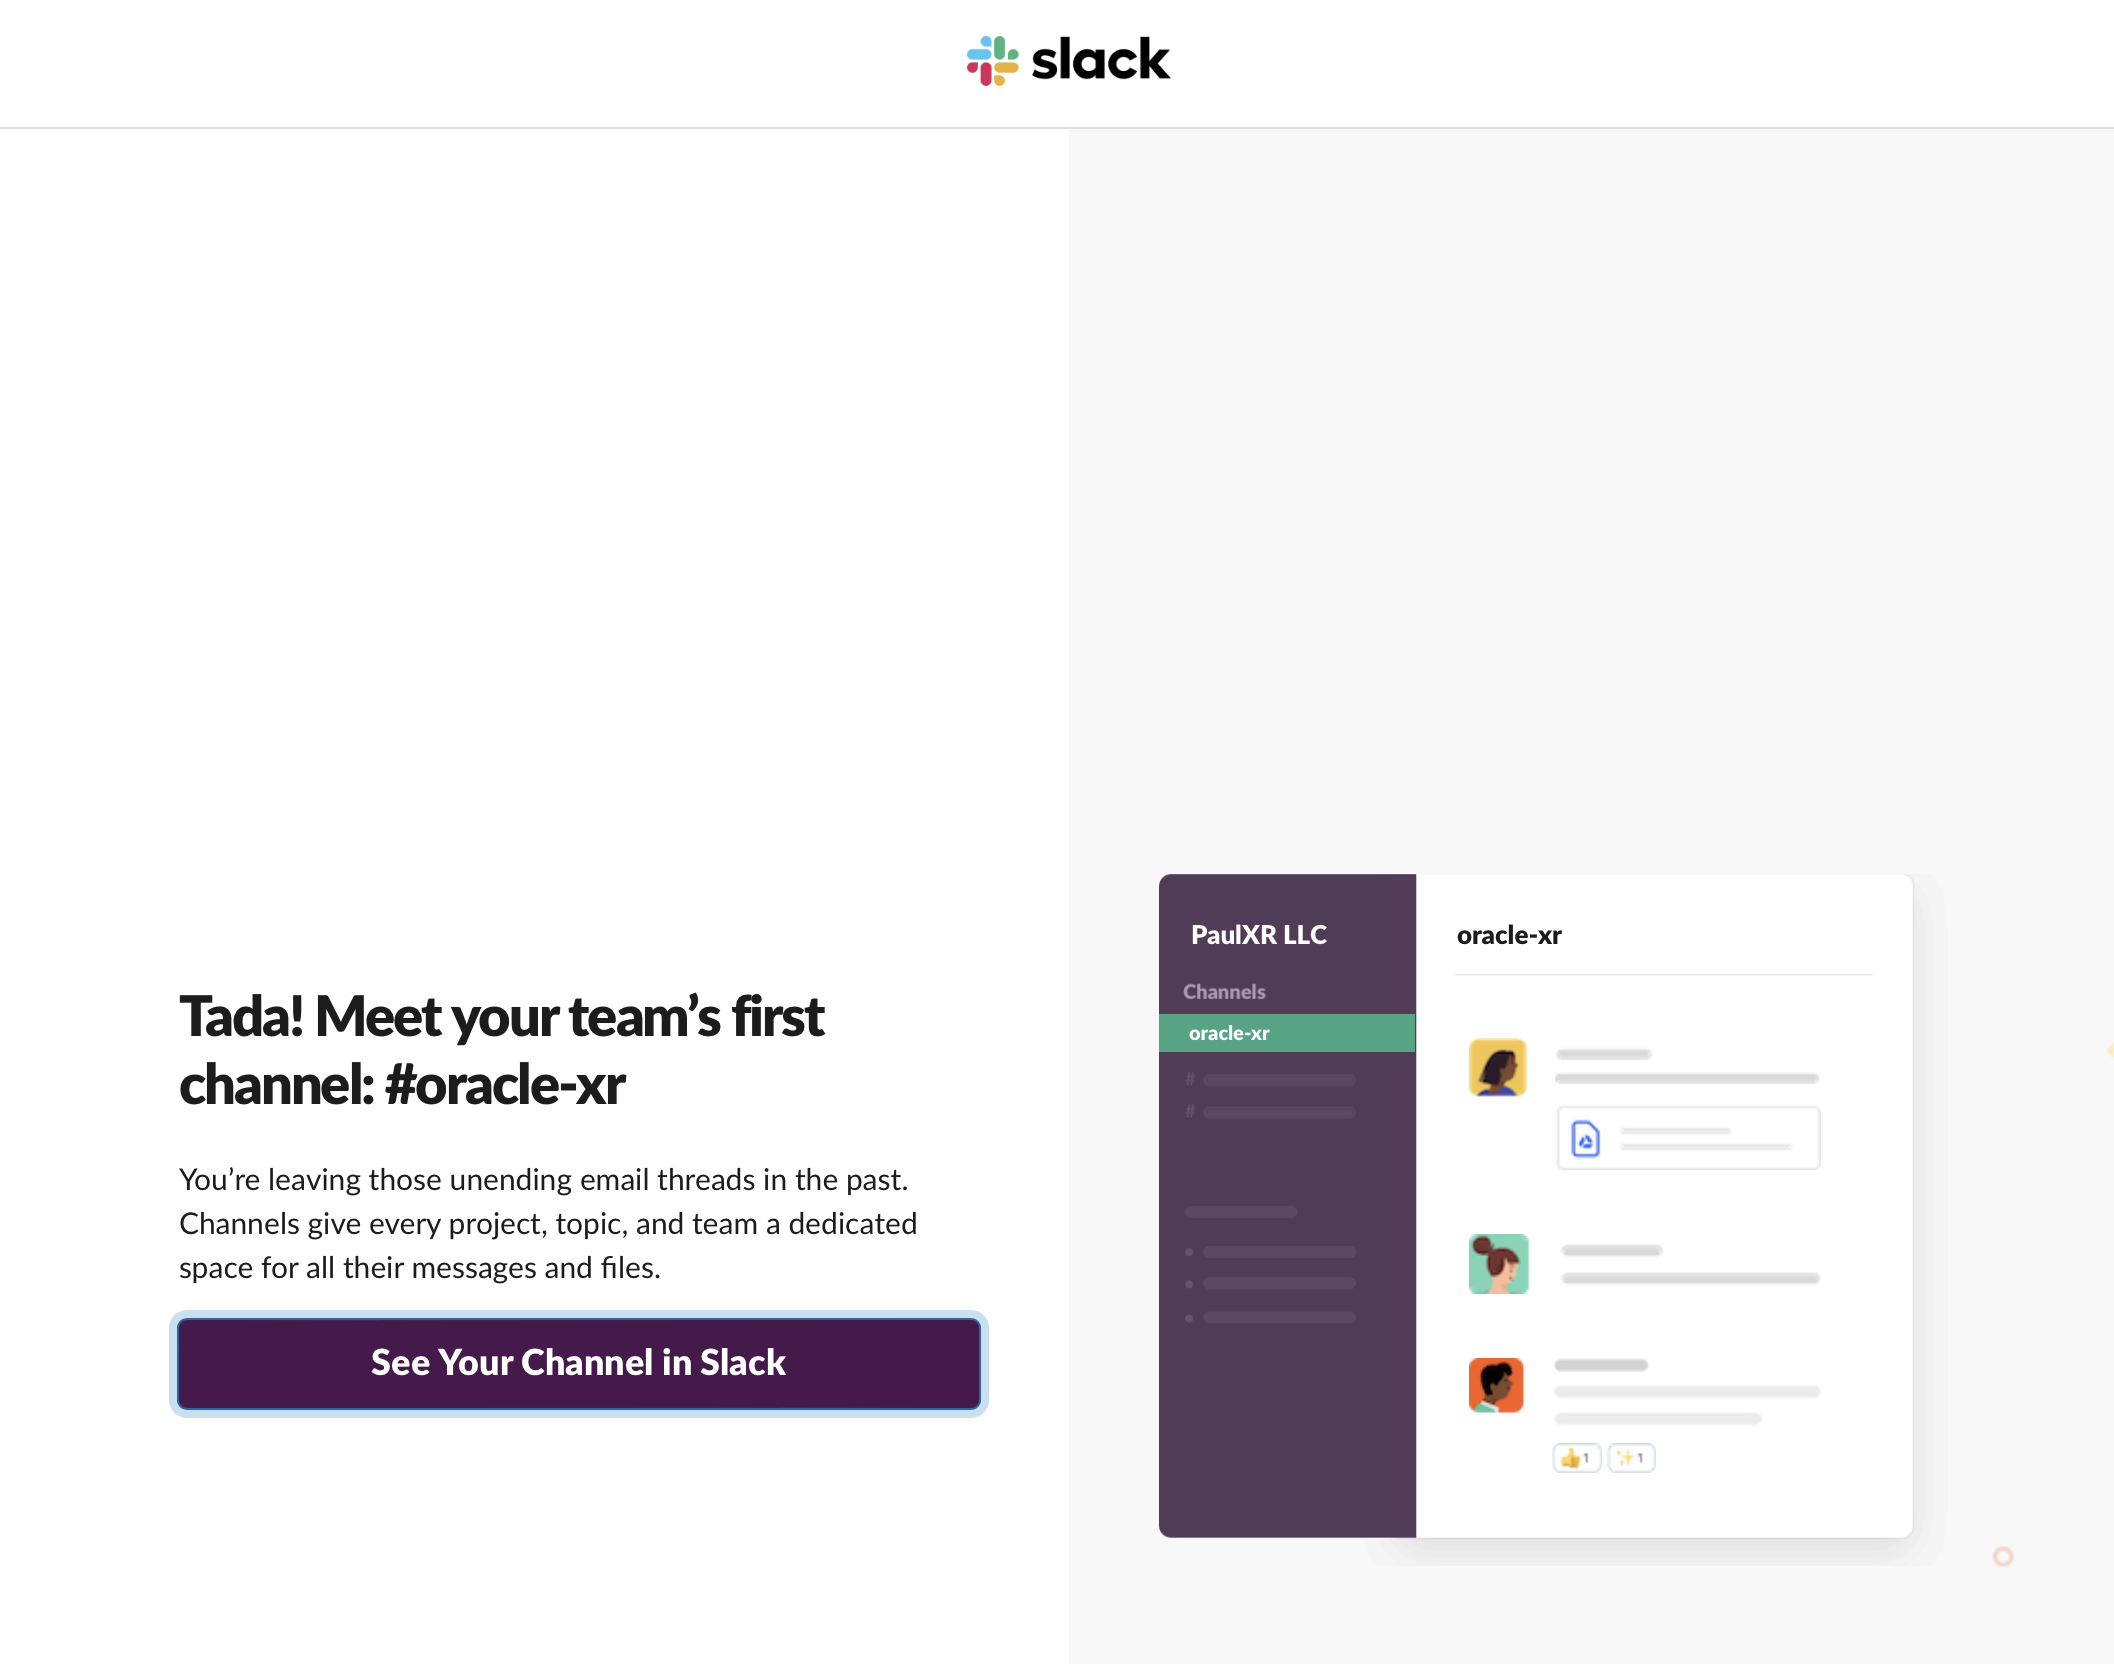 slack
Tada! Meet your team’s first
channel: #oracle-xr
You’re leaving those unending email threads in the past.
Channels give every project, topic, and team a dedicated
space for all their messages and files.
See Your Channel in Slack
PaulXR LLC
Channels
oracle-xr
#
#
oracle-xr
1
1